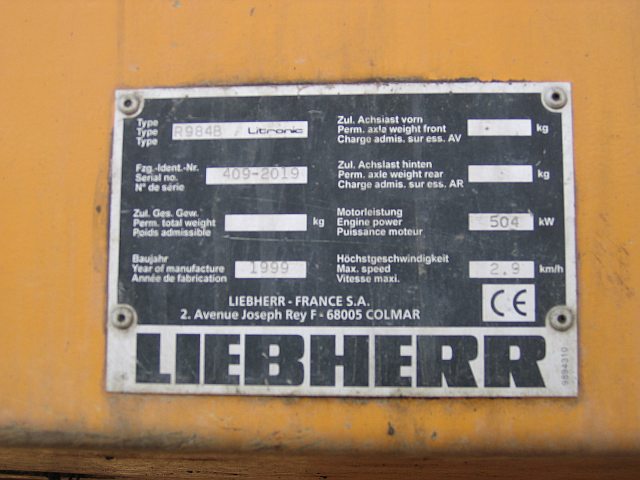 Type
Type R984B / Litronic
Type
Fzg.-Ident.-Nr.
Serial no. 409-2019
N° de série
Zul. Ges. Gew.
Perm. total weight kg
Poids admissible
Baujahr
Year of manufacture 1999
Année de fabrication
Zul. Achslast vorn
Perm. axle weight front kg
Charge admis. sur ess. AV
Zul. Achslast hinten
Perm. axle weight rear kg
Charge admis. sur ess. AR
Motorleistung
Engine power 504 kW
Puissance moteur
Höchstgeschwindigkeit
Max. speed 2.9 km/h
Vitesse maxi.
LIEBHERR - FRANCE S.A.
2. Avenue Joseph Rey F - 68005 COLMAR
CE
LIEBHERR
9894310